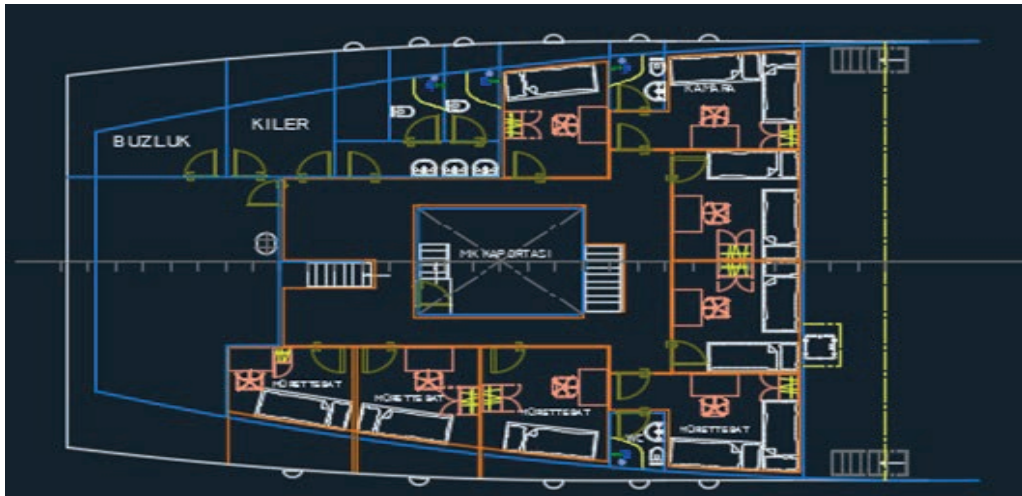 BUZLUK
KILER
KAMARA
MK KAPORTASI
MÜRETTEBAT
MÜRETTEBAT
MÜRETTEBAT
WC
MÜRETTEBAT